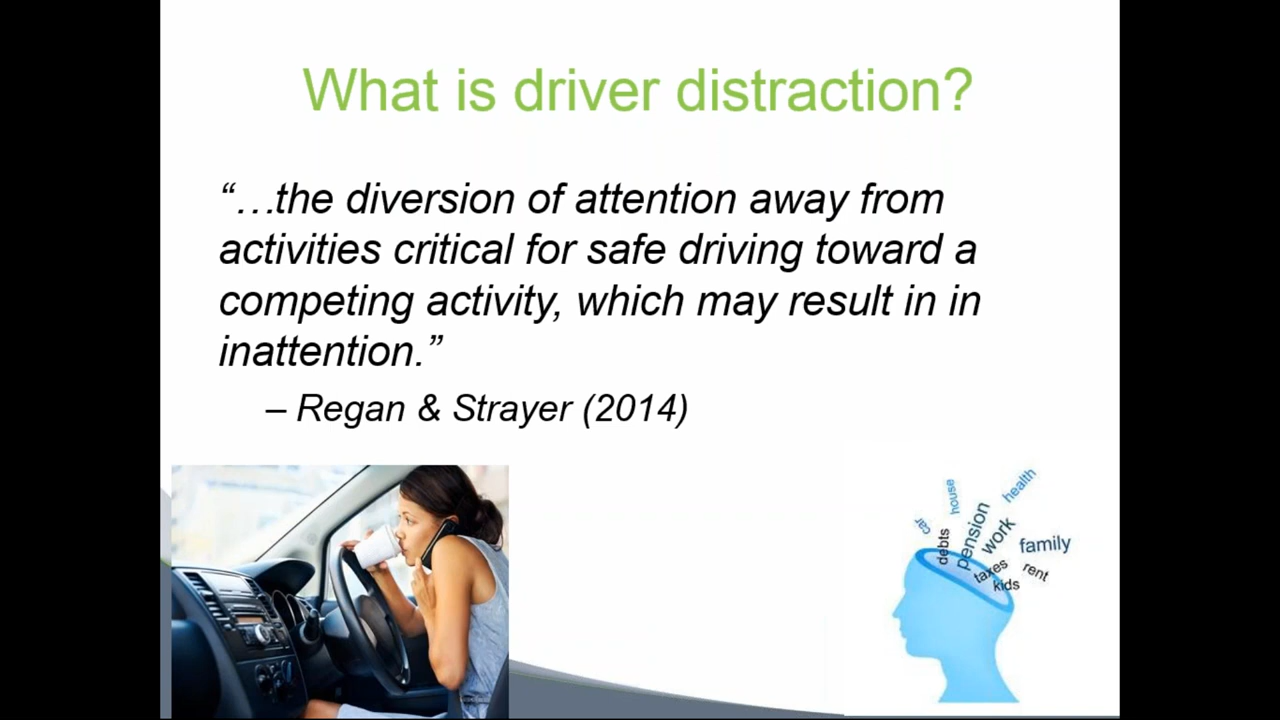 What is driver distraction?
“…the diversion of attention away from
activities critical for safe driving toward a
competing activity, which may result in in
inattention.”
– Regan & Strayer (2014)
car
house
health
debts
pension
work
family
taxes
rent
kids